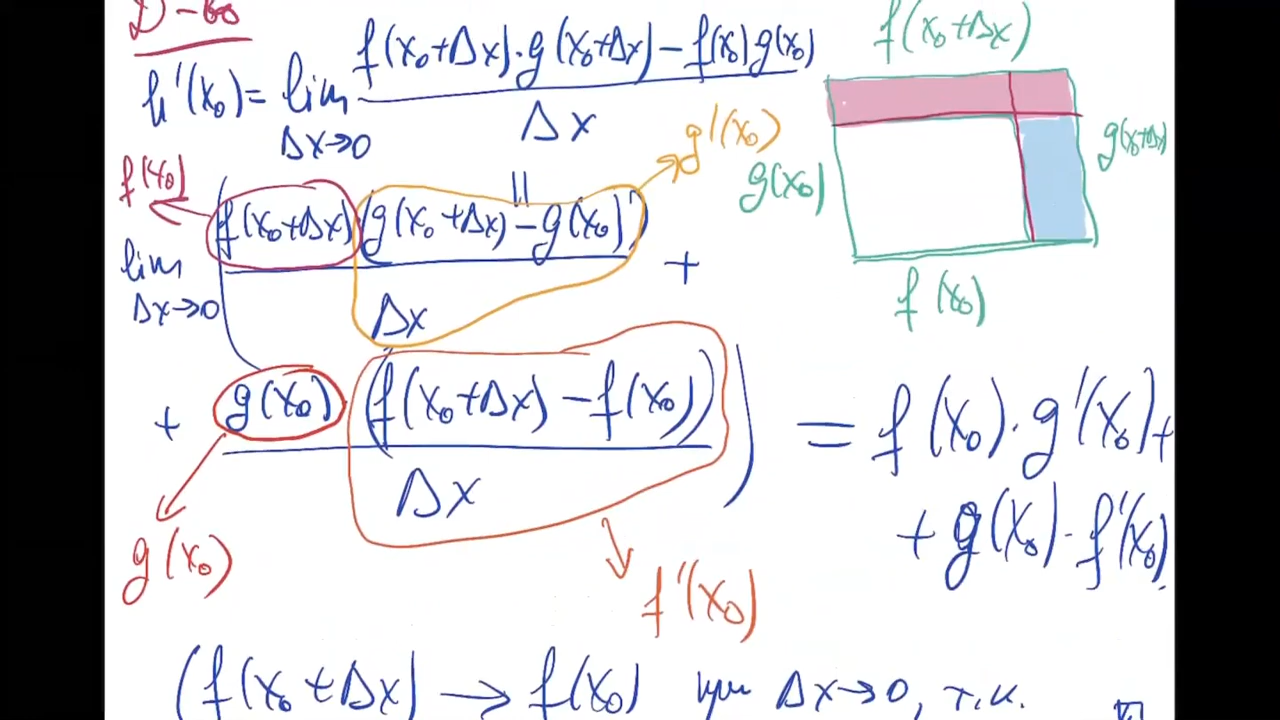 Д-во
h'(x₀) = lim Δx→0 (f(x₀+Δx)·g(x₀+Δx) − f(x₀)g(x₀)) / Δx
f(x₀+Δx)
g(x₀)
g(x₀+Δx)
f(x₀)
||
f(x₀)
g'(x₀)
lim Δx→0 ( f(x₀+Δx)(g(x₀+Δx) − g(x₀)) / Δx +
+ g(x₀) (f(x₀+Δx) − f(x₀)) / Δx ) = f(x₀)·g'(x₀) +
+ g(x₀)·f'(x₀)
g(x₀)
f'(x₀)
(f(x₀+Δx) → f(x₀) при Δx→0, т.к.